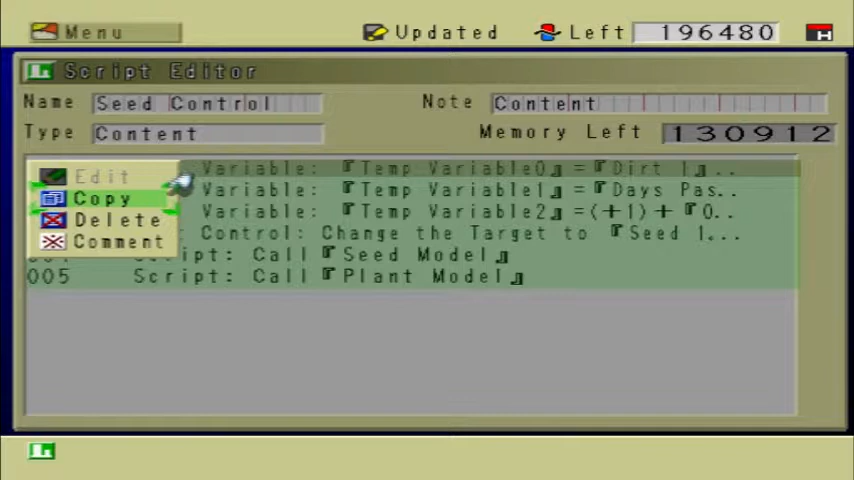 Menu Updated Left 196480
Script Editor
Name Seed Control Note Content
Type Content Memory Left 130912
Edit Variable: 『Temp Variable0』 = 『Dirt 1』..
Copy Variable: 『Temp Variable1』 = 『Days Pas..
Delete Variable: 『Temp Variable2』 =(+1)+ 『0..
Comment Control: Change the Target to 『Seed 1...
Script: Call 『Seed Model』
005 Script: Call 『Plant Model』